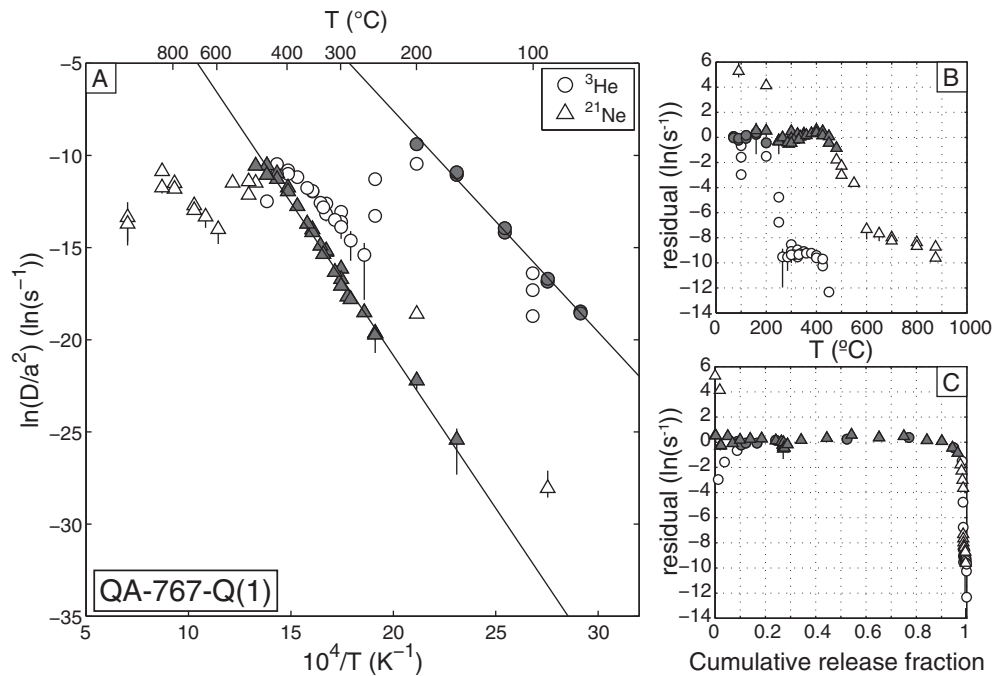 T (°C)
800 600 400 300 200 100
A
³He
²¹Ne
ln(D/a²) (ln(s⁻¹))
−5
−10
−15
−20
−25
−30
−35
QA-767-Q(1)
5 10 15 20 25 30
10⁴/T (K⁻¹)
B
residual (ln(s⁻¹))
6
4
2
0
−2
−4
−6
−8
−10
−12
−14
0 200 400 600 800 1000
T (ºC)
C
residual (ln(s⁻¹))
6
4
2
0
−2
−4
−6
−8
−10
−12
−14
0 0.2 0.4 0.6 0.8 1
Cumulative release fraction